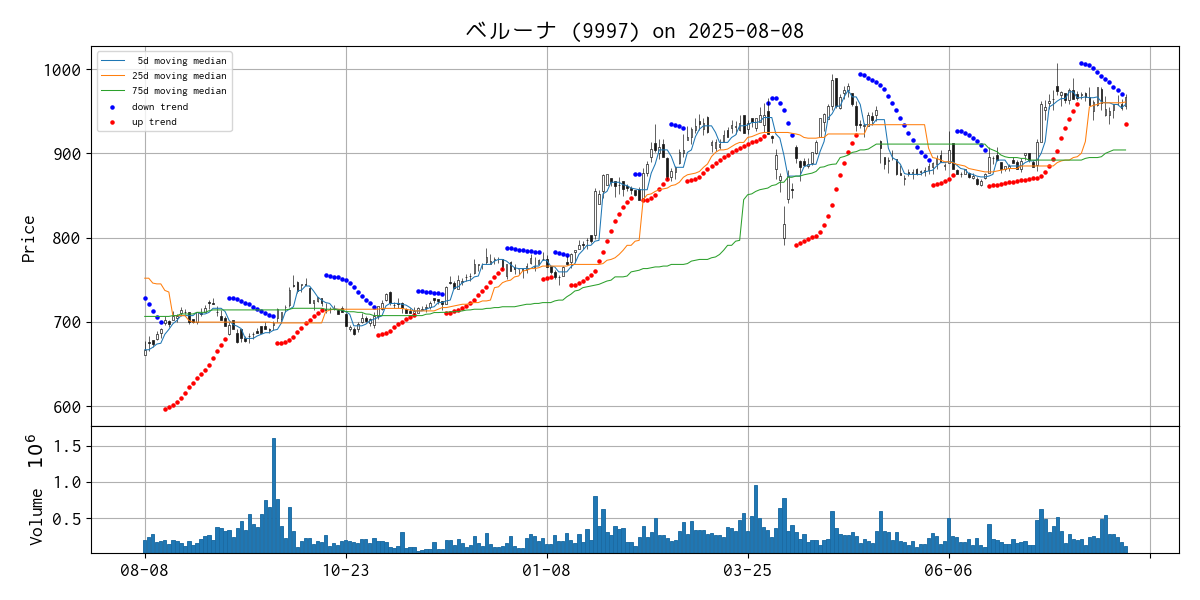 ベルーナ (9997) on 2025-08-08
5d moving median
25d moving median
75d moving median
down trend
up trend
Price
1000
900
800
700
600
Volume 10^6
1.5
1.0
0.5
08-08
10-23
01-08
03-25
06-06